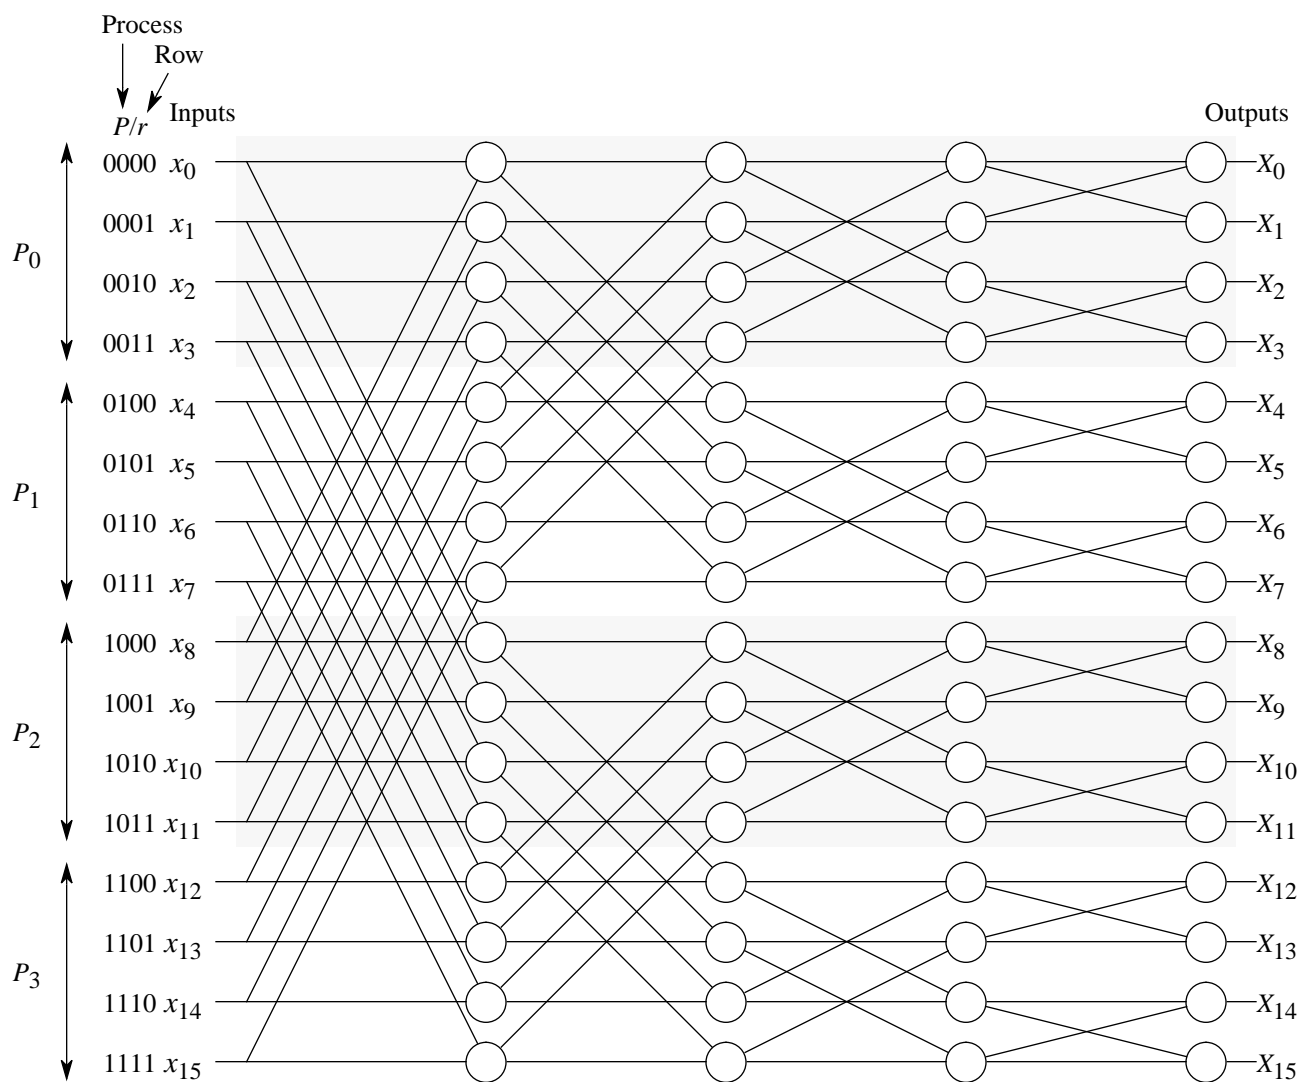 Process
Row
P/r Inputs Outputs
0000 x0 X0
0001 x1 X1
P0
0010 x2 X2
0011 x3 X3
0100 x4 X4
0101 x5 X5
P1
0110 x6 X6
0111 x7 X7
1000 x8 X8
1001 x9 X9
P2
1010 x10 X10
1011 x11 X11
1100 x12 X12
1101 x13 X13
P3
1110 x14 X14
1111 x15 X15